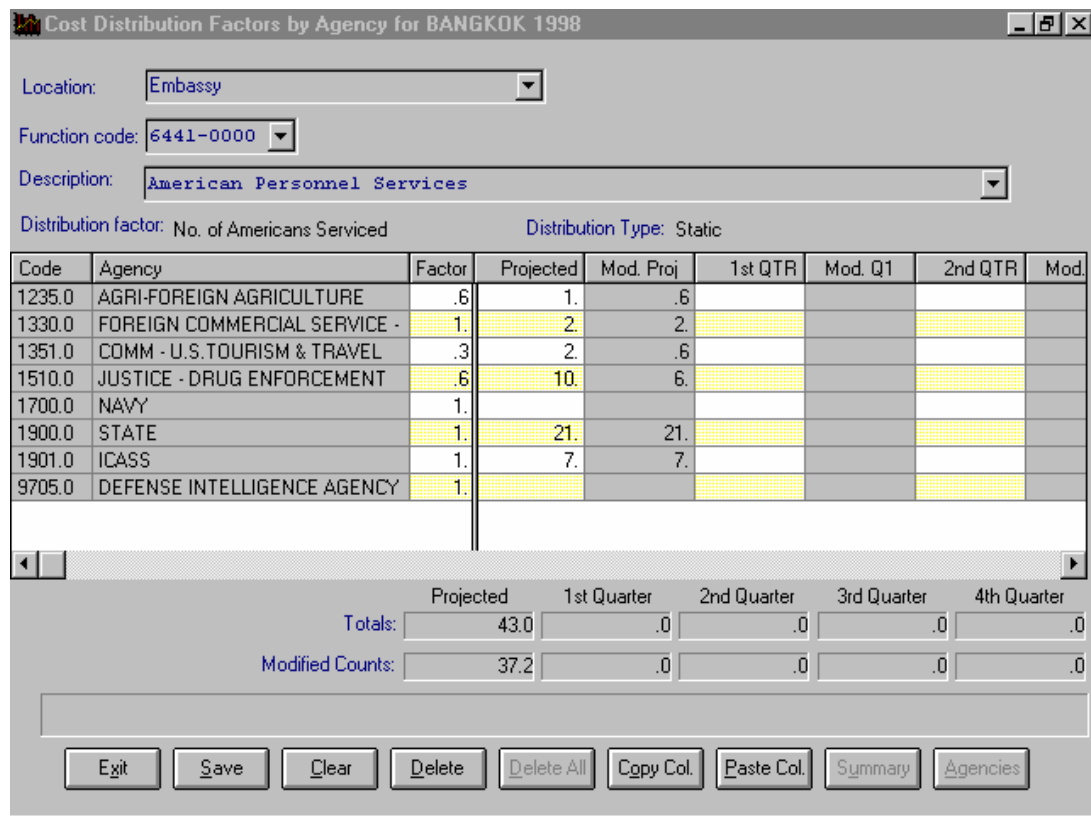 Cost Distribution Factors by Agency for BANGKOK 1998
Location: Embassy
Function code: 6441-0000
Description: American Personnel Services
Distribution factor: No. of Americans Serviced Distribution Type: Static
Code Agency Factor Projected Mod. Proj 1st QTR Mod. Q1 2nd QTR Mod.
1235.0 AGRI-FOREIGN AGRICULTURE .6 1. .6
1330.0 FOREIGN COMMERCIAL SERVICE - 1. 2. 2.
1351.0 COMM - U.S.TOURISM & TRAVEL .3 2. .6
1510.0 JUSTICE - DRUG ENFORCEMENT .6 10. 6.
1700.0 NAVY 1.
1900.0 STATE 1. 21. 21.
1901.0 ICASS 1. 7. 7.
9705.0 DEFENSE INTELLIGENCE AGENCY 1.
Projected 1st Quarter 2nd Quarter 3rd Quarter 4th Quarter
Totals: 43.0 .0 .0 .0 .0
Modified Counts: 37.2 .0 .0 .0 .0
Exit Save Clear Delete Delete All Copy Col. Paste Col. Summary Agencies